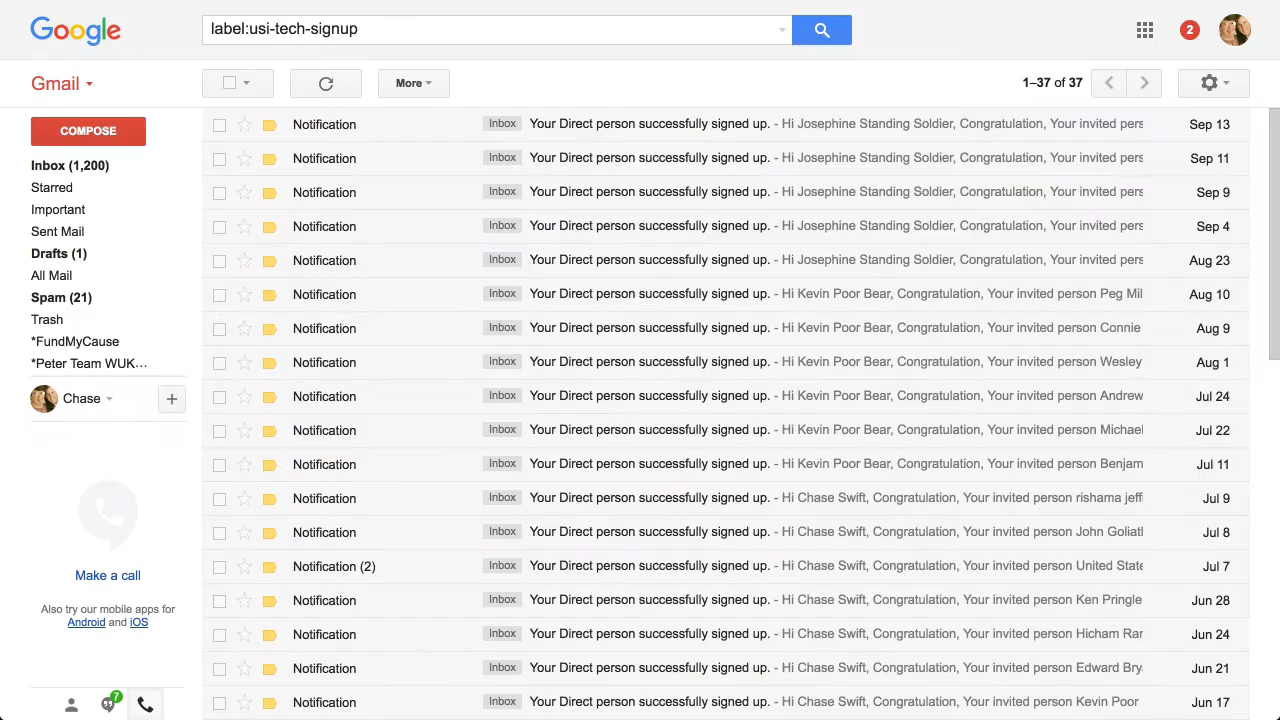 Google
label:usi-tech-signup
2
Gmail
More
1–37 of 37
COMPOSE
Inbox (1,200)
Starred
Important
Sent Mail
Drafts (1)
All Mail
Spam (21)
Trash
*FundMyCause
*Peter Team WUK…
Chase
Make a call
Also try our mobile apps for
Android and iOS
7
Notification Inbox Your Direct person successfully signed up. - Hi Josephine Standing Soldier, Congratulation, Your invited pers Sep 13
Notification Inbox Your Direct person successfully signed up. - Hi Josephine Standing Soldier, Congratulation, Your invited pers Sep 11
Notification Inbox Your Direct person successfully signed up. - Hi Josephine Standing Soldier, Congratulation, Your invited pers Sep 9
Notification Inbox Your Direct person successfully signed up. - Hi Josephine Standing Soldier, Congratulation, Your invited pers Sep 4
Notification Inbox Your Direct person successfully signed up. - Hi Josephine Standing Soldier, Congratulation, Your invited pers Aug 23
Notification Inbox Your Direct person successfully signed up. - Hi Kevin Poor Bear, Congratulation, Your invited person Peg Mil Aug 10
Notification Inbox Your Direct person successfully signed up. - Hi Kevin Poor Bear, Congratulation, Your invited person Connie Aug 9
Notification Inbox Your Direct person successfully signed up. - Hi Kevin Poor Bear, Congratulation, Your invited person Wesley Aug 1
Notification Inbox Your Direct person successfully signed up. - Hi Kevin Poor Bear, Congratulation, Your invited person Andrew Jul 24
Notification Inbox Your Direct person successfully signed up. - Hi Kevin Poor Bear, Congratulation, Your invited person Michael Jul 22
Notification Inbox Your Direct person successfully signed up. - Hi Kevin Poor Bear, Congratulation, Your invited person Benjam Jul 11
Notification Inbox Your Direct person successfully signed up. - Hi Chase Swift, Congratulation, Your invited person rishama jeff Jul 9
Notification Inbox Your Direct person successfully signed up. - Hi Chase Swift, Congratulation, Your invited person John Goliath Jul 8
Notification (2) Inbox Your Direct person successfully signed up. - Hi Chase Swift, Congratulation, Your invited person United State Jul 7
Notification Inbox Your Direct person successfully signed up. - Hi Chase Swift, Congratulation, Your invited person Ken Pringle Jun 28
Notification Inbox Your Direct person successfully signed up. - Hi Chase Swift, Congratulation, Your invited person Hicham Rar Jun 24
Notification Inbox Your Direct person successfully signed up. - Hi Chase Swift, Congratulation, Your invited person Edward Bry Jun 21
Notification Inbox Your Direct person successfully signed up. - Hi Chase Swift, Congratulation, Your invited person Kevin Poor Jun 17